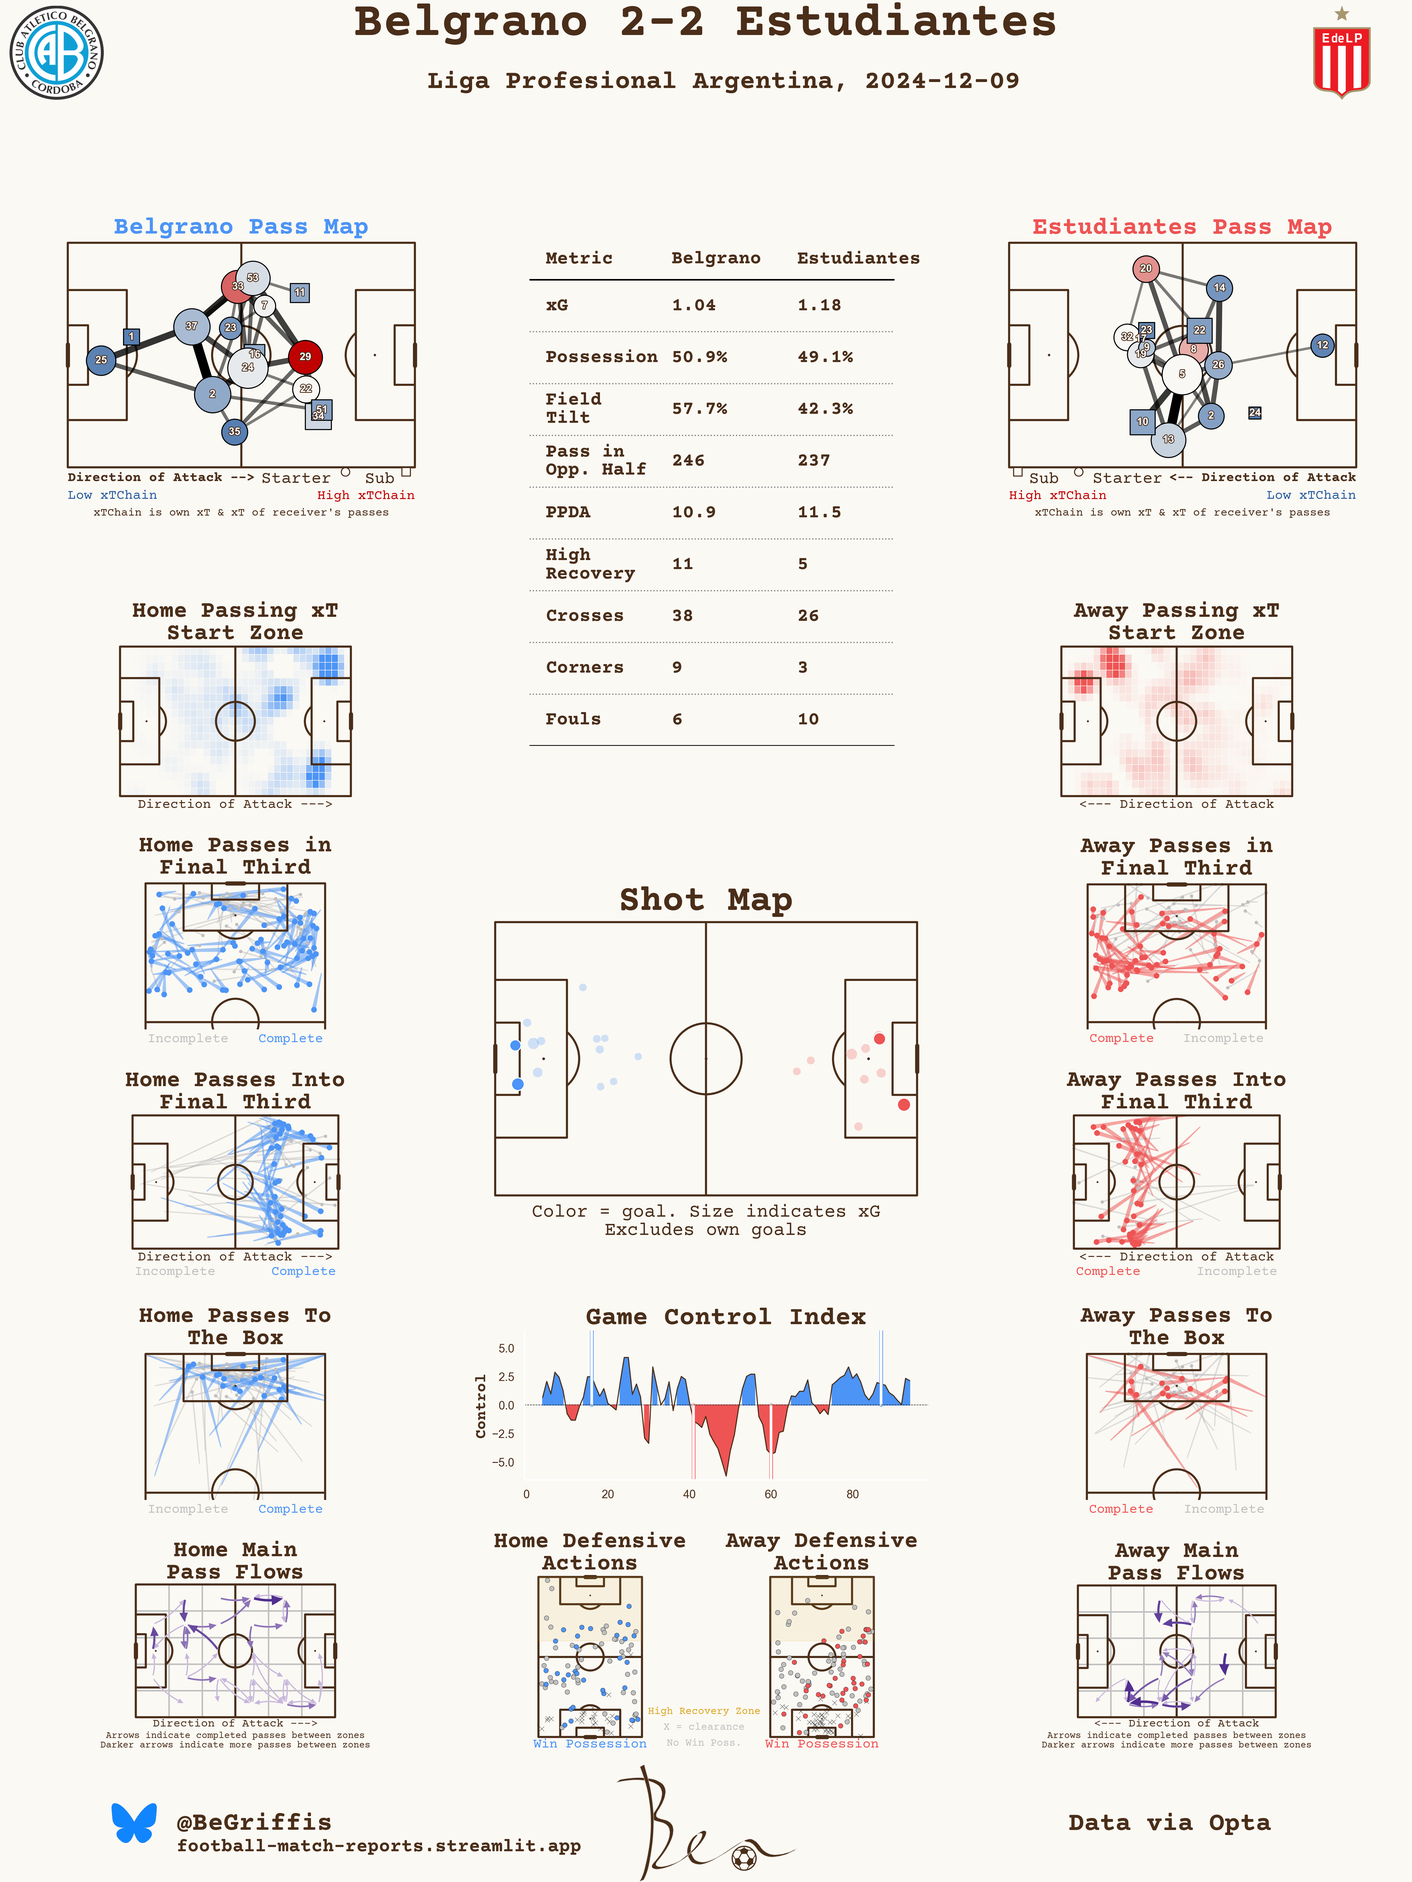 Belgrano 2-2 Estudiantes
Liga Profesional Argentina, 2024-12-09
CLUB ATLETICO BELGRANO
CORDOBA
CAB
EdeLP
Belgrano Pass Map
53
33
11
7
37
23
1
16
25
29
24
22
2
51
34
35
Direction of Attack --> Starter Sub
Low xTChain High xTChain
xTChain is own xT & xT of receiver's passes
Metric Belgrano Estudiantes
xG 1.04 1.18
Possession 50.9% 49.1%
Field Tilt 57.7% 42.3%
Pass in Opp. Half 246 237
PPDA 10.9 11.5
High Recovery 11 5
Crosses 38 26
Corners 9 3
Fouls 6 10
Estudiantes Pass Map
20
14
23
22
32
17
9
19
8
12
26
5
2
24
10
13
Sub Starter <-- Direction of Attack
High xTChain Low xTChain
xTChain is own xT & xT of receiver's passes
Home Passing xT
Start Zone
Direction of Attack --->
Away Passing xT
Start Zone
<--- Direction of Attack
Home Passes in
Final Third
Incomplete Complete
Away Passes in
Final Third
Complete Incomplete
Shot Map
Color = goal. Size indicates xG
Excludes own goals
Home Passes Into
Final Third
Direction of Attack --->
Incomplete Complete
Away Passes Into
Final Third
<--- Direction of Attack
Complete Incomplete
Home Passes To
The Box
Incomplete Complete
Game Control Index
Control
5.0
2.5
0.0
−2.5
−5.0
0 20 40 60 80
Away Passes To
The Box
Complete Incomplete
Home Main
Pass Flows
Direction of Attack --->
Arrows indicate completed passes between zones
Darker arrows indicate more passes between zones
Home Defensive
Actions
Win Possession
High Recovery Zone
X = clearance
No Win Poss.
Away Defensive
Actions
Win Possession
Away Main
Pass Flows
<--- Direction of Attack
Arrows indicate completed passes between zones
Darker arrows indicate more passes between zones
@BeGriffis
football-match-reports.streamlit.app
Ben
Data via Opta